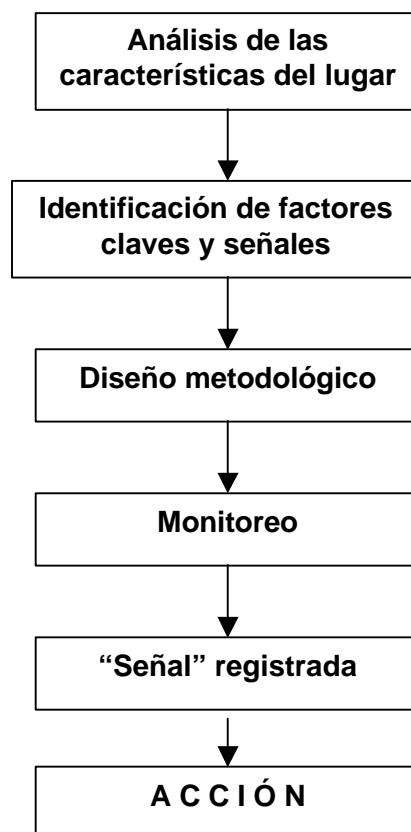 Análisis de las
características del lugar
Identificación de factores
claves y señales
Diseño metodológico
Monitoreo
“Señal” registrada
A C C I Ó N